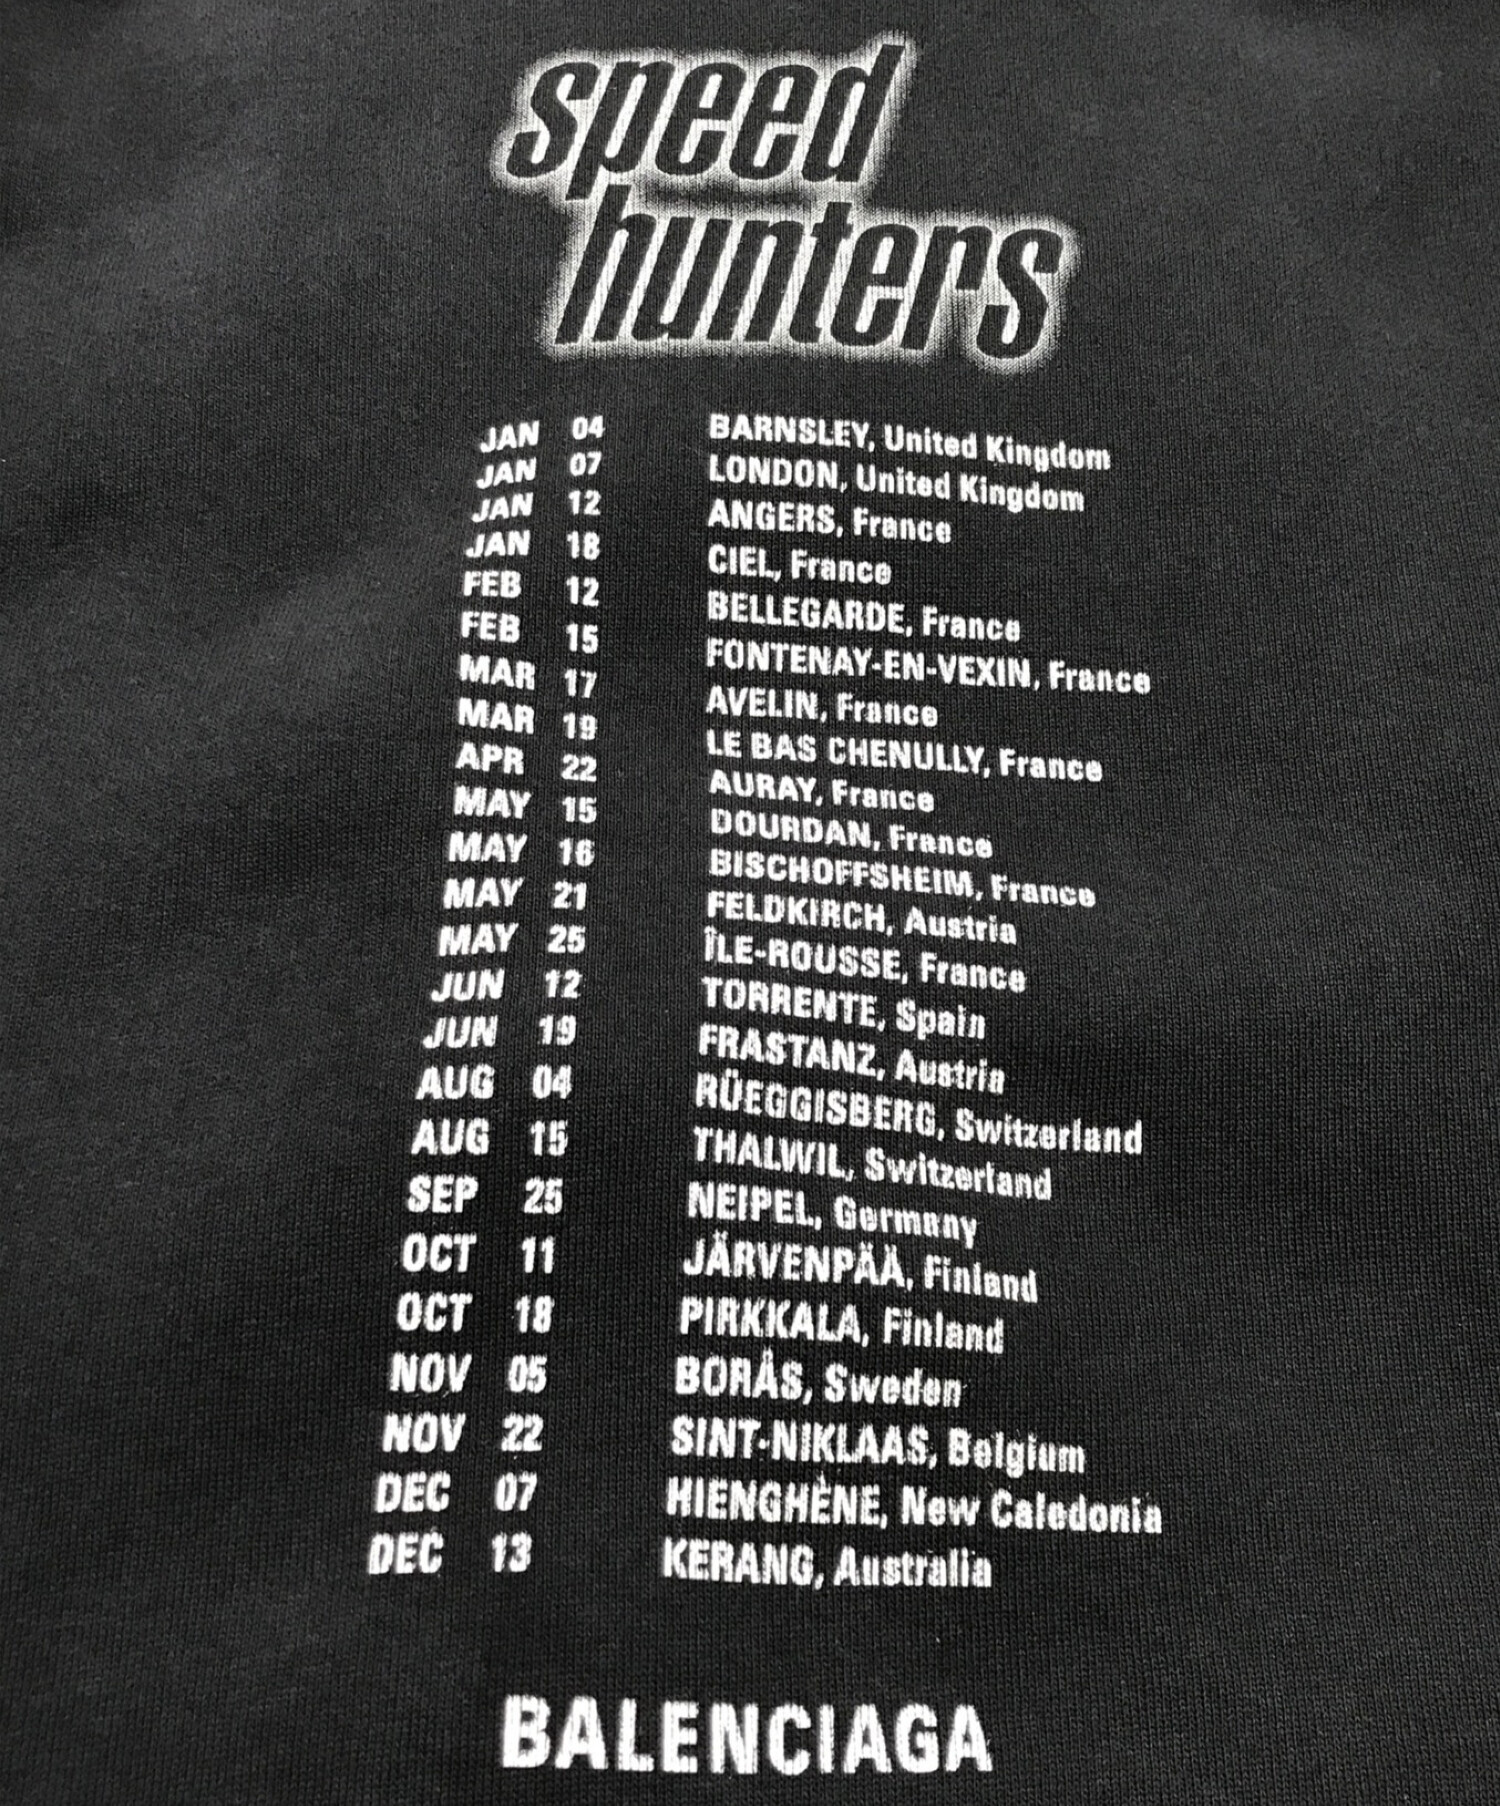 speed
hunters
JAN 04 BARNSLEY, United Kingdom
JAN 07 LONDON, United Kingdom
JAN 12 ANGERS, France
JAN 18 CIEL, France
FEB 12 BELLEGARDE, France
FEB 15 FONTENAY-EN-VEXIN, France
MAR 17 AVELIN, France
MAR 19 LE BAS CHENULLY, France
APR 22 AURAY, France
MAY 15 DOURDAN, France
MAY 16 BISCHOFFSHEIM, France
MAY 21 FELDKIRCH, Austria
MAY 25 ÎLE-ROUSSE, France
JUN 12 TORRENTE, Spain
JUN 19 FRASTANZ, Austria
AUG 04 RÜEGGISBERG, Switzerland
AUG 15 THALWIL, Switzerland
SEP 25 NEIPEL, Germany
OCT 11 JÄRVENPÄÄ, Finland
OCT 18 PIRKKALA, Finland
NOV 05 BORÅS, Sweden
NOV 22 SINT-NIKLAAS, Belgium
DEC 07 HIENGHÈNE, New Caledonia
DEC 13 KERANG, Australia
BALENCIAGA